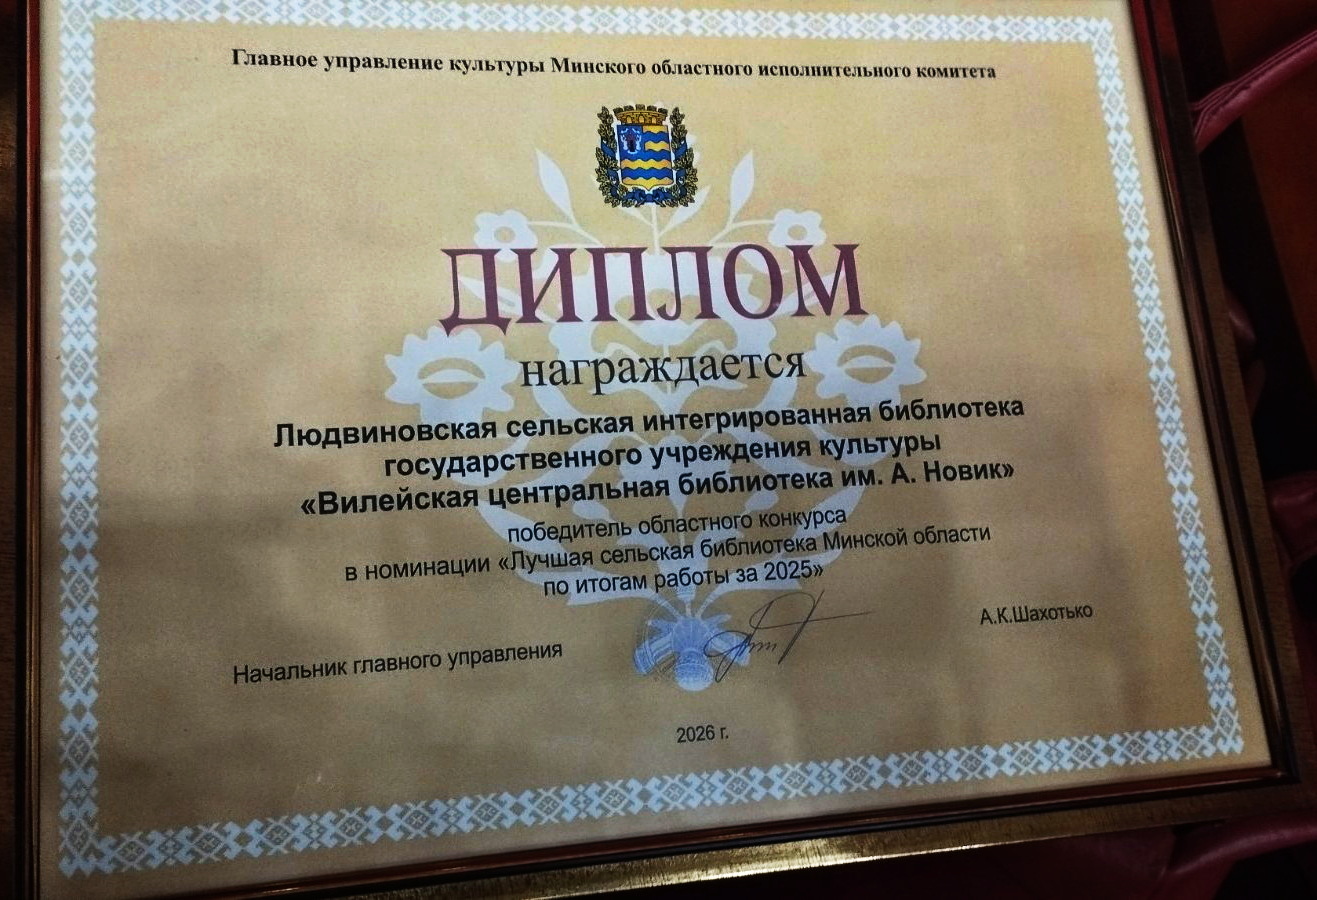 Главное управление культуры Минского областного исполнительного комитета
ДИПЛОМ
награждается
Людвиновская сельская интегрированная библиотека
государственного учреждения культуры
«Вилейская центральная библиотека им. А. Новик»
победитель областного конкурса
в номинации «Лучшая сельская библиотека Минской области
по итогам работы за 2025»
Начальник главного управления
А.К.Шахотько
2026 г.